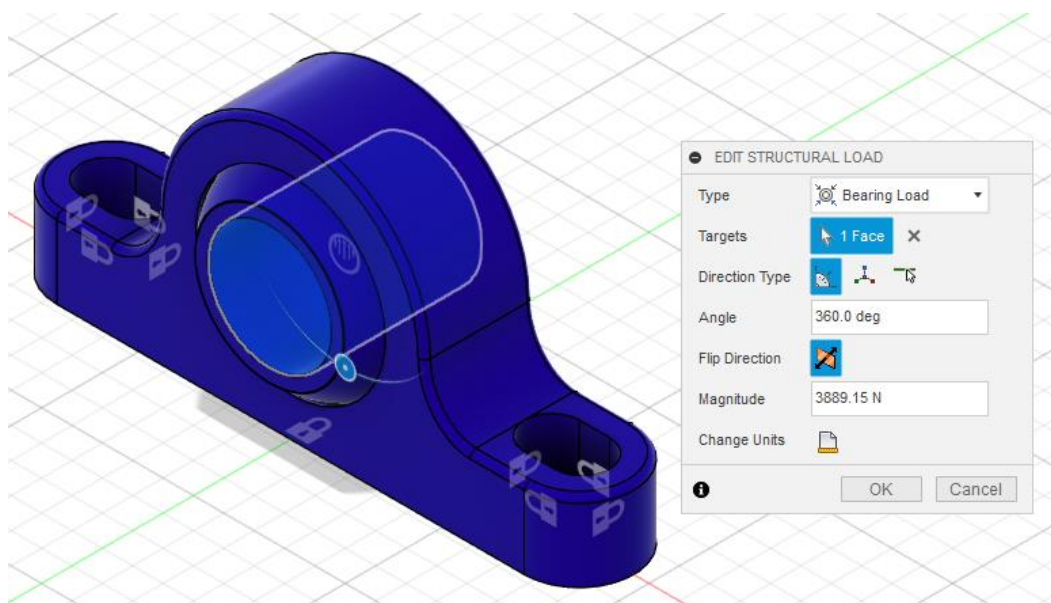 EDIT STRUCTURAL LOAD
Type Bearing Load
Targets 1 Face
Direction Type
Angle 360.0 deg
Flip Direction
Magnitude 3889.15 N
Change Units
OK Cancel